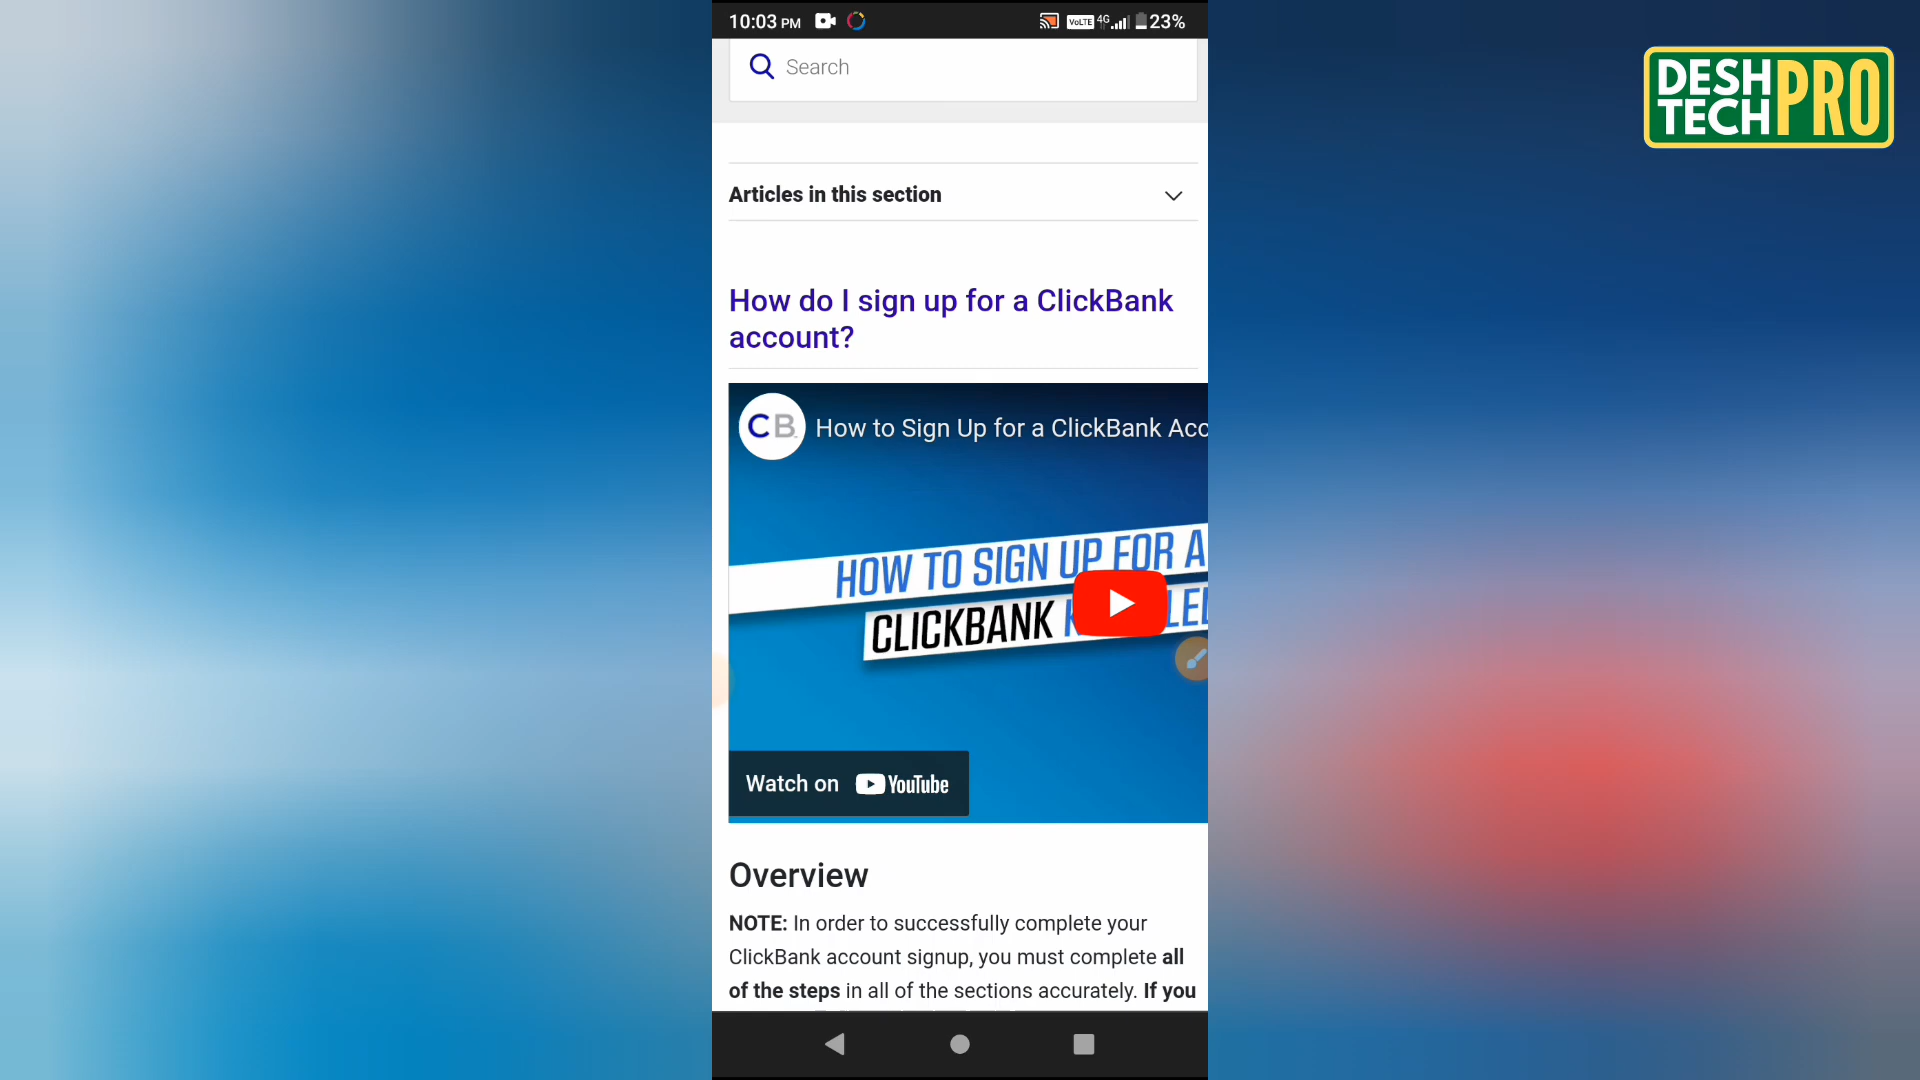 10:03 PM VoLTE 4G 23%
DESH
TECH
PRO
Search
Articles in this section
How do I sign up for a ClickBank
account?
CB
How to Sign Up for a ClickBank Acc
HOW TO SIGN UP FOR A
CLICKBANK
Watch on YouTube
Overview
NOTE: In order to successfully complete your
ClickBank account signup, you must complete all
of the steps in all of the sections accurately. If you